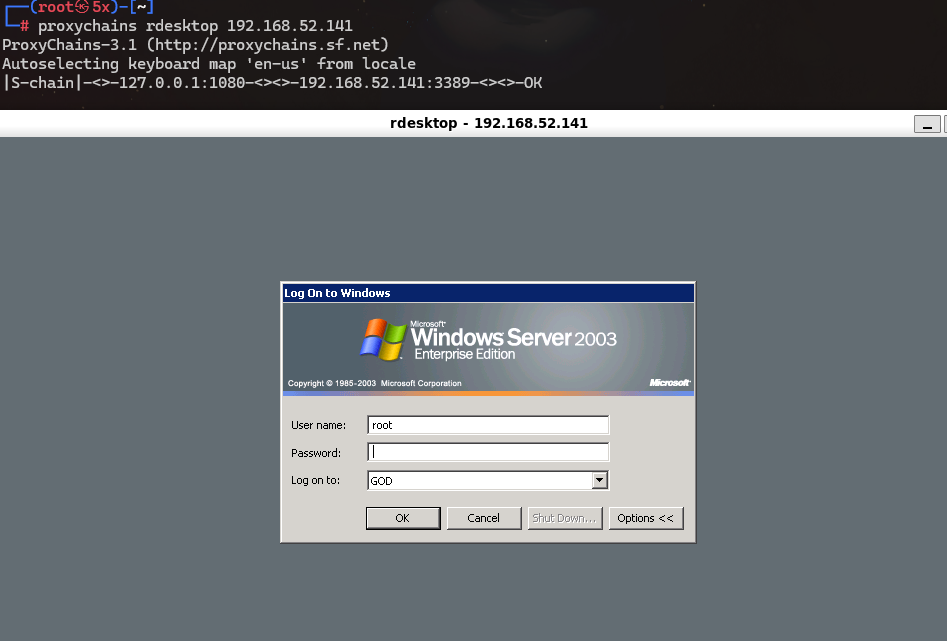 (root㉿5x)-[~]
# proxychains rdesktop 192.168.52.141
ProxyChains-3.1 (http://proxychains.sf.net)
Autoselecting keyboard map 'en-us' from locale
|S-chain|-<>-127.0.0.1:1080-<><>-192.168.52.141:3389-<><>-OK
rdesktop - 192.168.52.141
Log On to Windows
Microsoft
Windows Server 2003
Enterprise Edition
Copyright © 1985-2003 Microsoft Corporation
Microsoft
User name: root
Password:
Log on to: GOD
OK Cancel Shut Down... Options <<